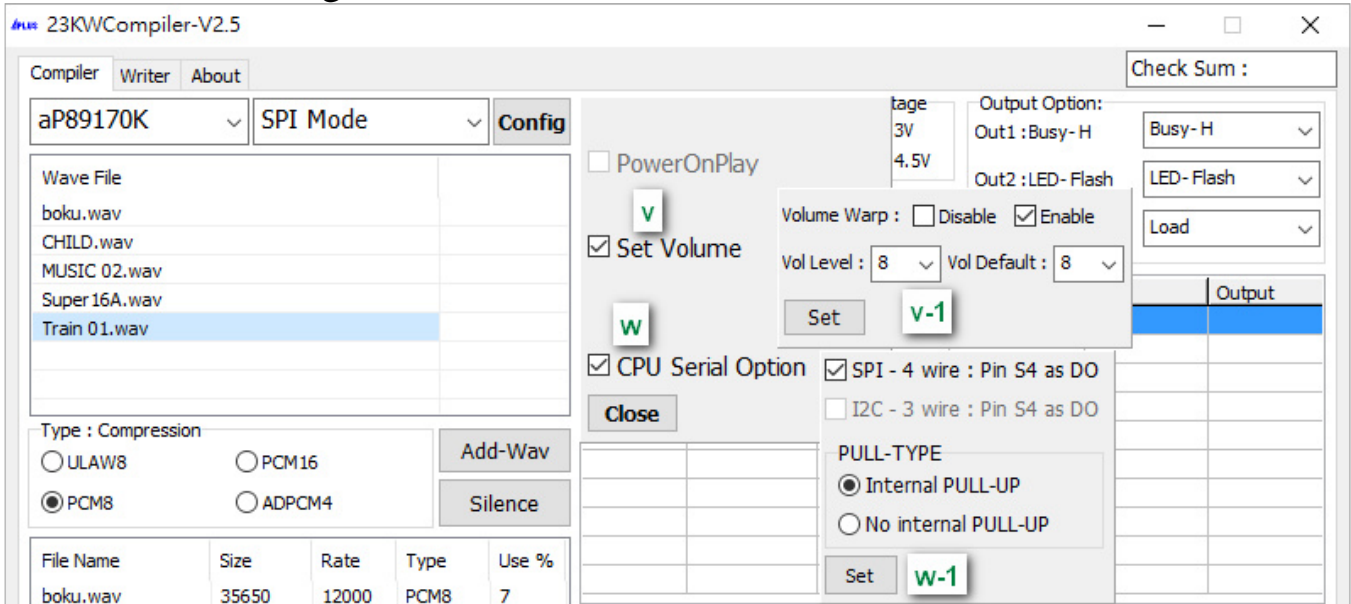 aPLUS 23KWCompiler-V2.5
Compiler Writer About
Check Sum :
aP89170K SPI Mode Config
Wave File
boku.wav
CHILD.wav
MUSIC 02.wav
Super16A.wav
Train 01.wav
Type : Compression
ULAW8 PCM16
PCM8 ADPCM4
Add-Wav
Silence
File Name Size Rate Type Use %
boku.wav 35650 12000 PCM8 7
PowerOnPlay
v
Set Volume
w
CPU Serial Option
Close
tage
3V
4.5V
Output Option:
Out1 :Busy-H Busy-H
Out2 :LED-Flash LED-Flash
Load
Volume Warp : Disable Enable
Vol Level : 8 Vol Default : 8
Set v-1
Output
SPI - 4 wire : Pin S4 as DO
I2C - 3 wire : Pin S4 as DO
PULL-TYPE
Internal PULL-UP
No internal PULL-UP
Set w-1